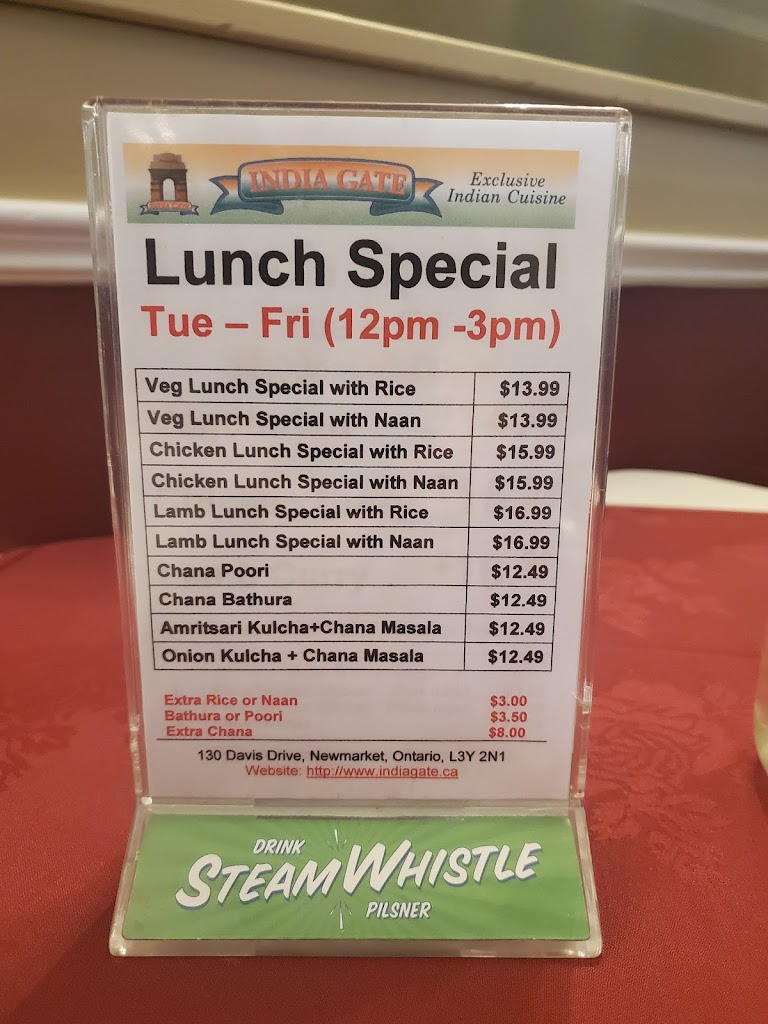 INDIA GATE
INDIA GATE
Exclusive
Indian Cuisine
Lunch Special
Tue – Fri (12pm -3pm)
Veg Lunch Special with Rice $13.99
Veg Lunch Special with Naan $13.99
Chicken Lunch Special with Rice $15.99
Chicken Lunch Special with Naan $15.99
Lamb Lunch Special with Rice $16.99
Lamb Lunch Special with Naan $16.99
Chana Poori $12.49
Chana Bathura $12.49
Amritsari Kulcha+Chana Masala $12.49
Onion Kulcha + Chana Masala $12.49
Extra Rice or Naan $3.00
Bathura or Poori $3.50
Extra Chana $8.00
130 Davis Drive, Newmarket, Ontario, L3Y 2N1
Website: http://www.indiagate.ca
DRINK
STEAM WHISTLE
PILSNER